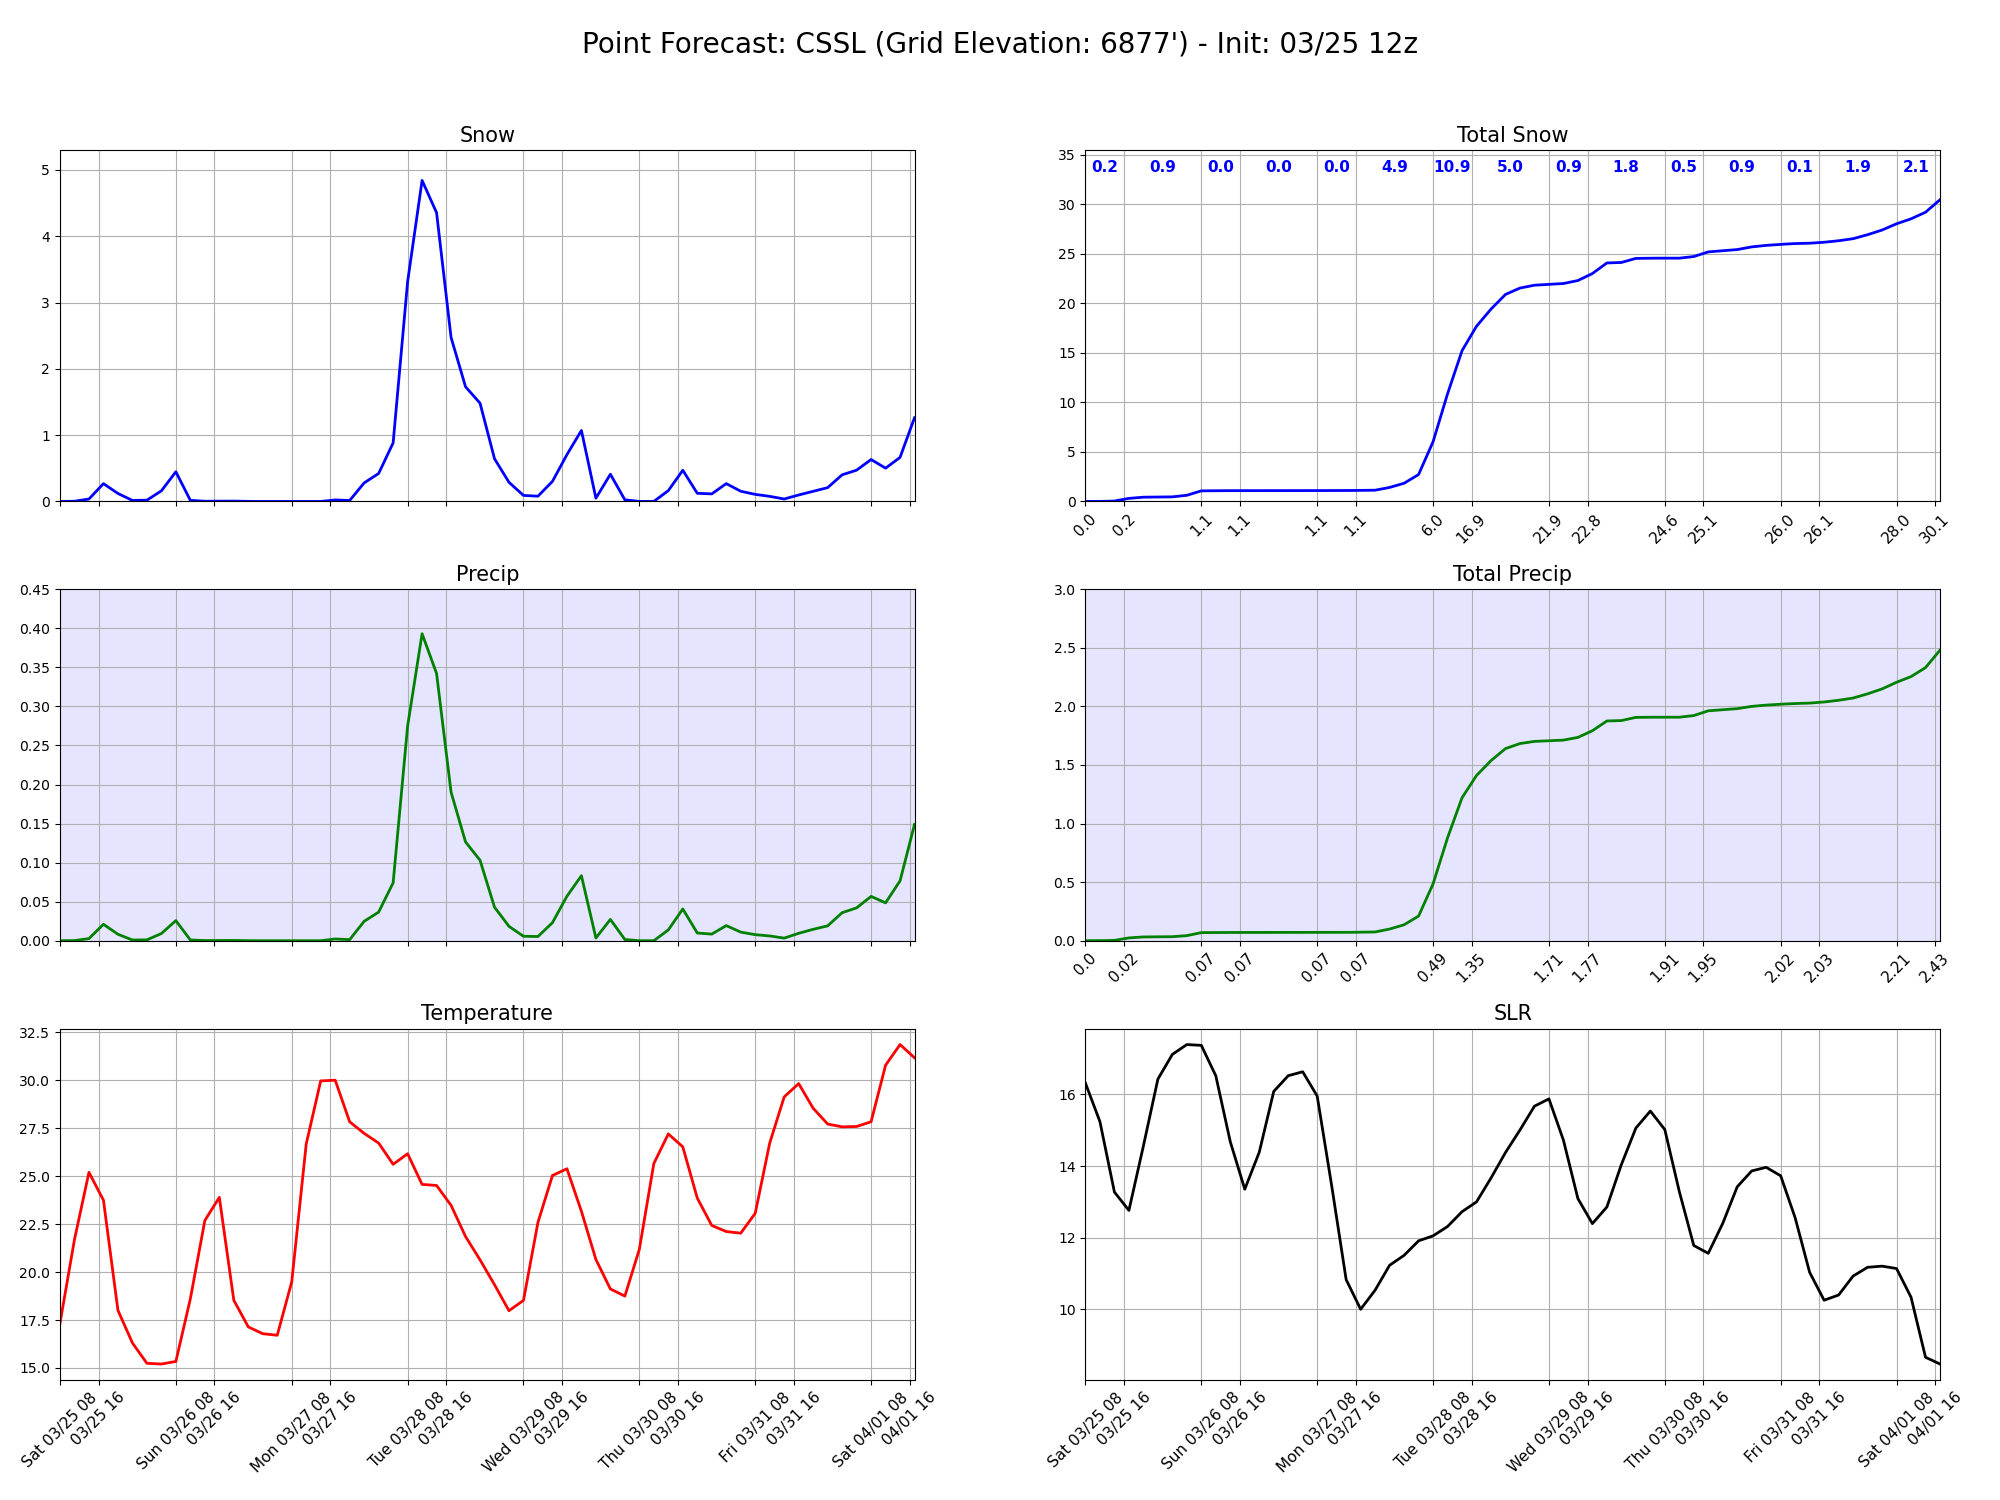 Point Forecast: CSSL (Grid Elevation: 6877') - Init: 03/25 12z
Snow
5
4
3
2
1
0
Total Snow
35
30
25
20
15
10
5
0
0.2 0.9 0.0 0.0 0.0 4.9 10.9 5.0 0.9 1.8 0.5 0.9 0.1 1.9 2.1
0.0 0.2 1.1 1.1 1.1 1.1 6.0 16.9 21.9 22.8 24.6 25.1 26.0 26.1 28.0 30.1
Precip
0.45
0.40
0.35
0.30
0.25
0.20
0.15
0.10
0.05
0.00
Total Precip
3.0
2.5
2.0
1.5
1.0
0.5
0.0
0.0 0.02 0.07 0.07 0.07 0.07 0.49 1.35 1.71 1.77 1.91 1.95 2.02 2.03 2.21 2.43
Temperature
32.5
30.0
27.5
25.0
22.5
20.0
17.5
15.0
Sat 03/25 08
03/25 16
Sun 03/26 08
03/26 16
Mon 03/27 08
03/27 16
Tue 03/28 08
03/28 16
Wed 03/29 08
03/29 16
Thu 03/30 08
03/30 16
Fri 03/31 08
03/31 16
Sat 04/01 08
04/01 16
SLR
16
14
12
10
Sat 03/25 08
03/25 16
Sun 03/26 08
03/26 16
Mon 03/27 08
03/27 16
Tue 03/28 08
03/28 16
Wed 03/29 08
03/29 16
Thu 03/30 08
03/30 16
Fri 03/31 08
03/31 16
Sat 04/01 08
04/01 16